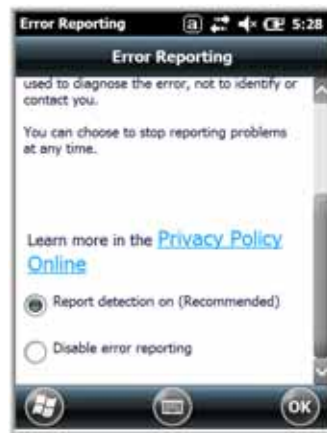 Error Reporting 5:28
Error Reporting
used to diagnose the error, not to identify or
contact you.
You can choose to stop reporting problems
at any time.
Learn more in the Privacy Policy
Online
Report detection on (Recommended)
Disable error reporting
OK